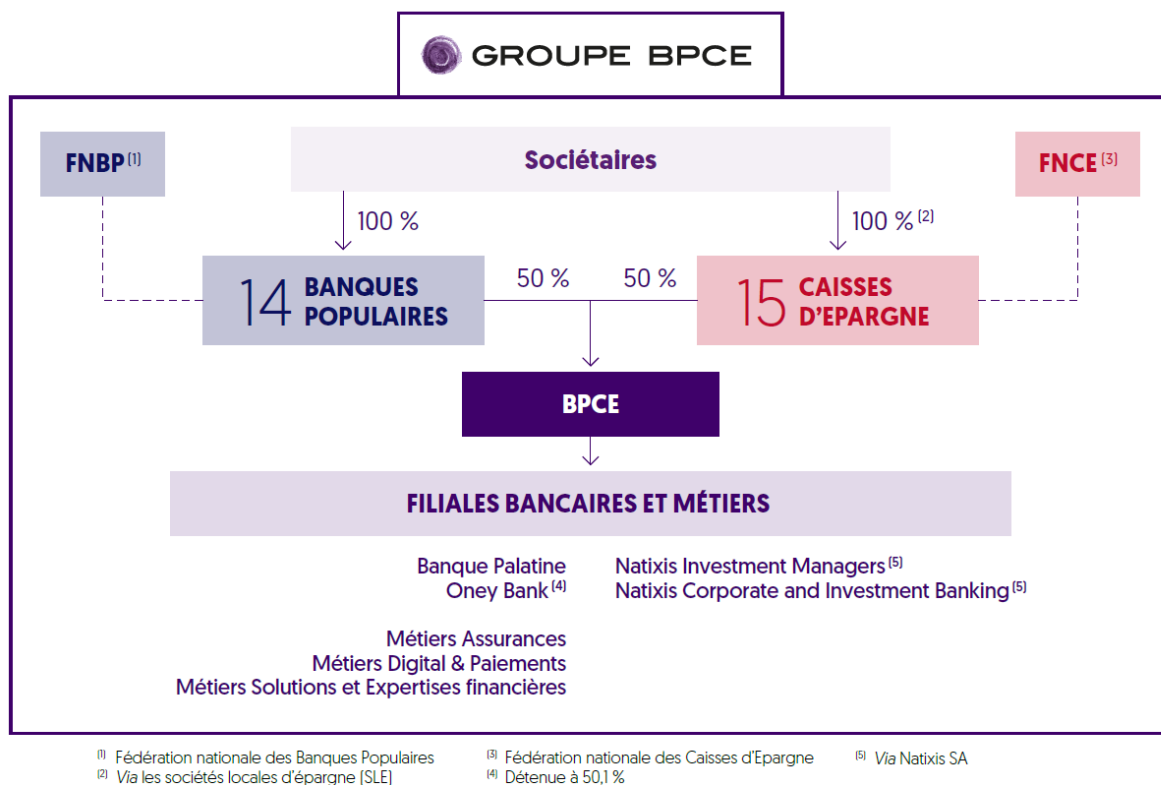 GROUPE BPCE
FNBP (1)
Sociétaires
FNCE (3)
100 %
100 % (2)
14 BANQUES
POPULAIRES
50 %
50 %
15 CAISSES
D'EPARGNE
BPCE
FILIALES BANCAIRES ET MÉTIERS
Banque Palatine
Oney Bank (4)
Natixis Investment Managers (5)
Natixis Corporate and Investment Banking (5)
Métiers Assurances
Métiers Digital & Paiements
Métiers Solutions et Expertises financières
(1) Fédération nationale des Banques Populaires
(2) Via les sociétés locales d'épargne (SLE)
(3) Fédération nationale des Caisses d'Epargne
(4) Détenue à 50,1 %
(5) Via Natixis SA